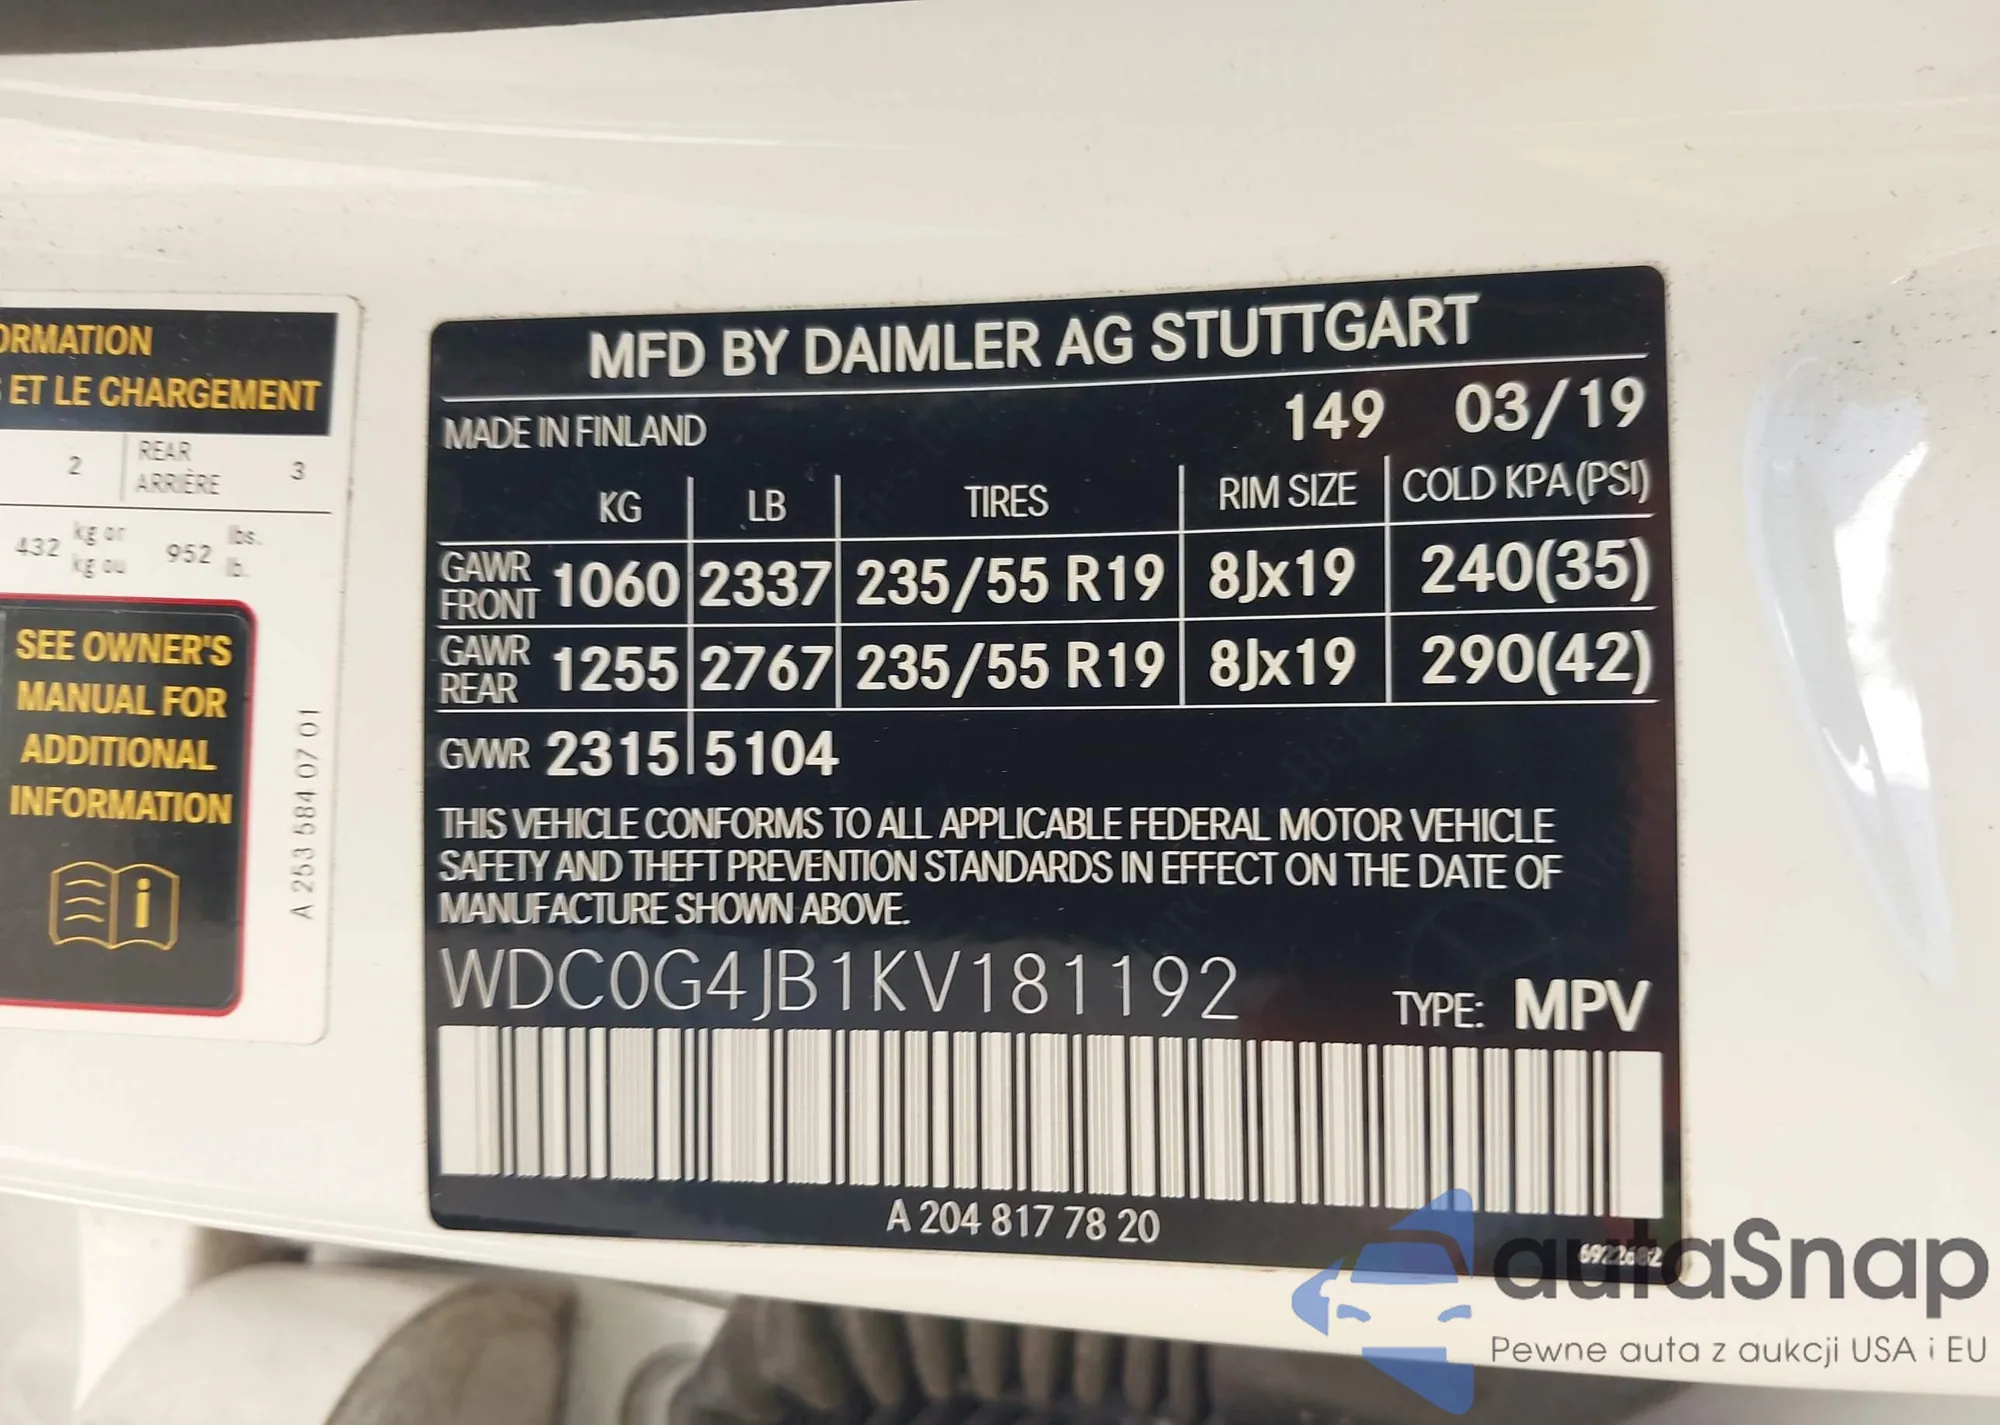 ORMATION
ET LE CHARGEMENT
2 REAR ARRIÈRE 3
432 kg or kg ou 952 lbs. lb.
SEE OWNER'S
MANUAL FOR
ADDITIONAL
INFORMATION
i
A 253 584 07 01
MFD BY DAIMLER AG STUTTGART
MADE IN FINLAND 149 03/19
KG LB TIRES RIM SIZE COLD KPA(PSI)
GAWR FRONT 1060 2337 235/55 R19 8Jx19 240(35)
GAWR REAR 1255 2767 235/55 R19 8Jx19 290(42)
GVWR 2315 5104
THIS VEHICLE CONFORMS TO ALL APPLICABLE FEDERAL MOTOR VEHICLE
SAFETY AND THEFT PREVENTION STANDARDS IN EFFECT ON THE DATE OF
MANUFACTURE SHOWN ABOVE.
WDC0G4JB1KV181192 TYPE: MPV
A 204 817 78 20
autaSnap
Pewne auta z aukcji USA i EU